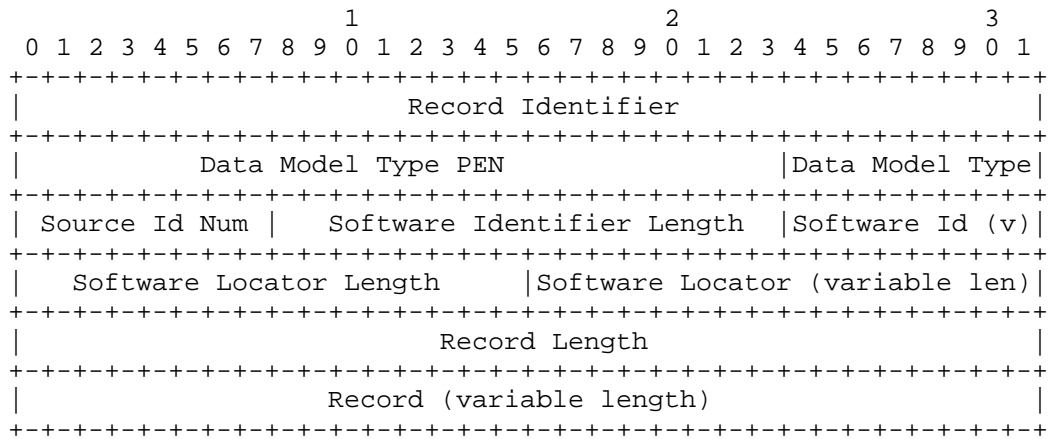 1                   2                   3
 0 1 2 3 4 5 6 7 8 9 0 1 2 3 4 5 6 7 8 9 0 1 2 3 4 5 6 7 8 9 0 1
+-+-+-+-+-+-+-+-+-+-+-+-+-+-+-+-+-+-+-+-+-+-+-+-+-+-+-+-+-+-+-+-+
|                        Record Identifier                      |
+-+-+-+-+-+-+-+-+-+-+-+-+-+-+-+-+-+-+-+-+-+-+-+-+-+-+-+-+-+-+-+-+
|           Data Model Type PEN                 |Data Model Type|
+-+-+-+-+-+-+-+-+-+-+-+-+-+-+-+-+-+-+-+-+-+-+-+-+-+-+-+-+-+-+-+-+
| Source Id Num |   Software Identifier Length  |Software Id (v)|
+-+-+-+-+-+-+-+-+-+-+-+-+-+-+-+-+-+-+-+-+-+-+-+-+-+-+-+-+-+-+-+-+
|   Software Locator Length     |Software Locator (variable len)|
+-+-+-+-+-+-+-+-+-+-+-+-+-+-+-+-+-+-+-+-+-+-+-+-+-+-+-+-+-+-+-+-+
|                          Record Length                        |
+-+-+-+-+-+-+-+-+-+-+-+-+-+-+-+-+-+-+-+-+-+-+-+-+-+-+-+-+-+-+-+-+
|                   Record (variable length)                    |
+-+-+-+-+-+-+-+-+-+-+-+-+-+-+-+-+-+-+-+-+-+-+-+-+-+-+-+-+-+-+-+-+